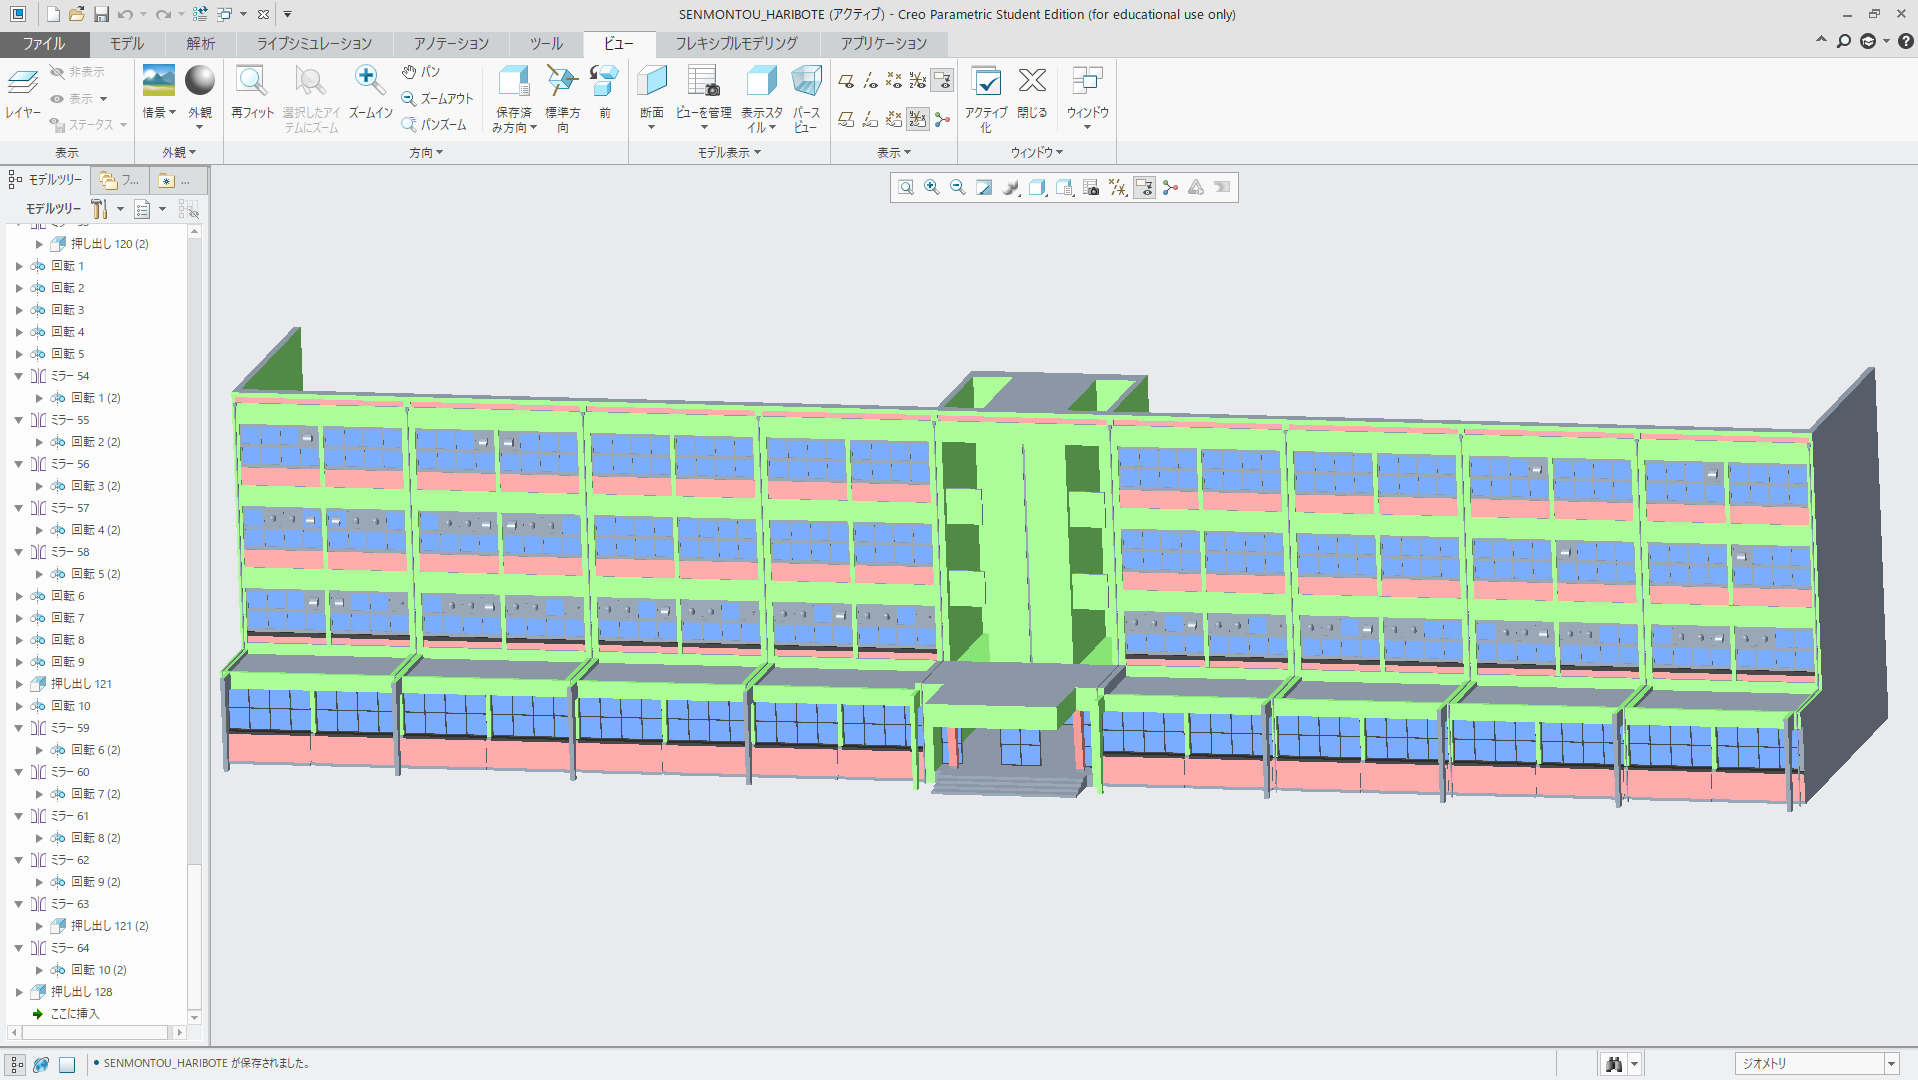 SENMONTOU_HARIBOTE (アクティブ) - Creo Parametric Student Edition (for educational use only)
ファイル モデル 解析 ライブシミュレーション アノテーション ツール ビュー フレキシブルモデリング アプリケーション
レイヤー
非表示
表示
ステータス
情景
外観
再フィット
選択したアイテムにズーム
ズームイン
パン
ズームアウト
パンズーム
保存済み方向
標準方向
前
断面
ビューを管理
表示スタイル
パースビュー
アクティブ化
閉じる
ウィンドウ
表示 外観 方向 モデル表示 表示 ウィンドウ
モデルツリー フ... ...
モデルツリー
押し出し 120 (2)
回転 1
回転 2
回転 3
回転 4
回転 5
ミラー 54
回転 1 (2)
ミラー 55
回転 2 (2)
ミラー 56
回転 3 (2)
ミラー 57
回転 4 (2)
ミラー 58
回転 5 (2)
回転 6
回転 7
回転 8
回転 9
押し出し 121
回転 10
ミラー 59
回転 6 (2)
ミラー 60
回転 7 (2)
ミラー 61
回転 8 (2)
ミラー 62
回転 9 (2)
ミラー 63
押し出し 121 (2)
ミラー 64
回転 10 (2)
押し出し 128
ここに挿入
• SENMONTOU_HARIBOTE が保存されました。
ジオメトリ